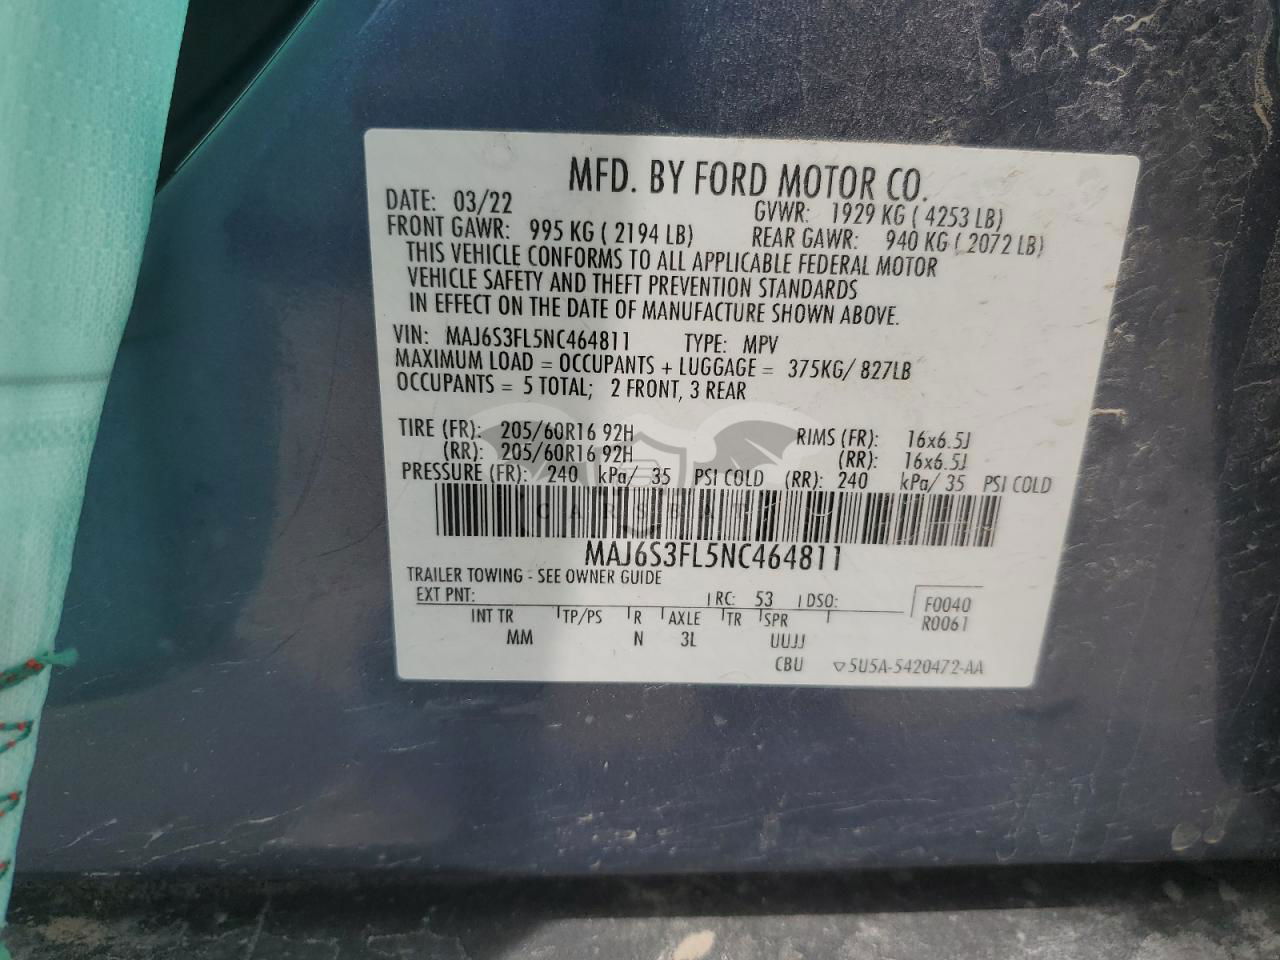 MFD. BY FORD MOTOR CO.
DATE: 03/22 GVWR: 1929 KG ( 4253 LB)
FRONT GAWR: 995 KG ( 2194 LB) REAR GAWR: 940 KG ( 2072 LB)
THIS VEHICLE CONFORMS TO ALL APPLICABLE FEDERAL MOTOR
VEHICLE SAFETY AND THEFT PREVENTION STANDARDS
IN EFFECT ON THE DATE OF MANUFACTURE SHOWN ABOVE.
VIN: MAJ6S3FL5NC464811 TYPE: MPV
MAXIMUM LOAD = OCCUPANTS + LUGGAGE = 375KG/ 827LB
OCCUPANTS = 5 TOTAL; 2 FRONT, 3 REAR
TIRE (FR): 205/60R16 92H RIMS (FR): 16x6.5J
(RR): 205/60R16 92H (RR): 16x6.5J
PRESSURE (FR): 240 kPa/ 35 PSI COLD (RR): 240 kPa/ 35 PSI COLD
MAJ6S3FL5NC464811
TRAILER TOWING - SEE OWNER GUIDE
EXT PNT: RC: 53 DSO: F0040
INT TR TP/PS R AXLE TR SPR R0061
MM N 3L UUJJ
CBU 5U5A-5420472-AA